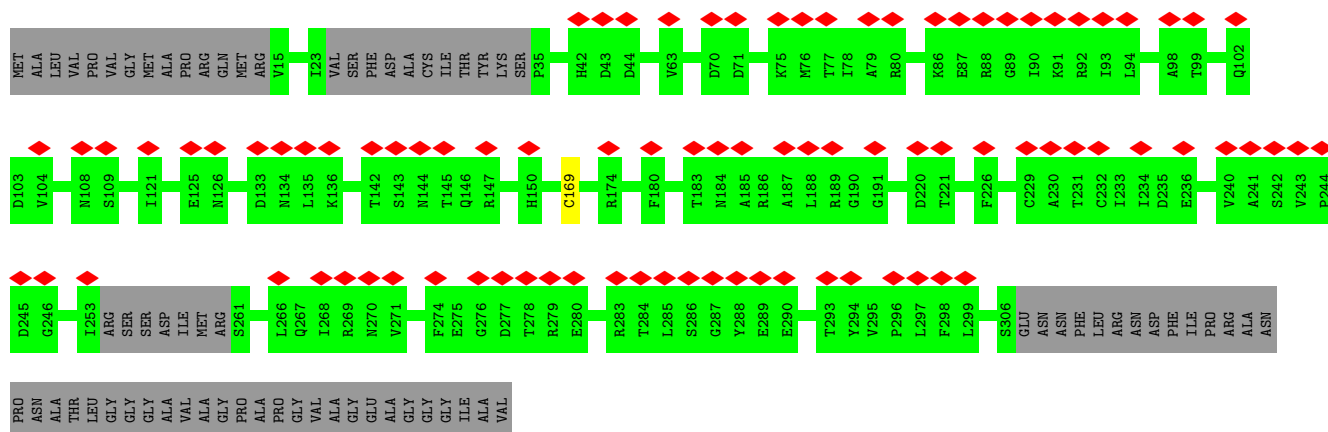 MET ALA LEU VAL PRO VAL GLY MET ALA PRO ARG GLN MET ARG V15 I23 VAL SER PHE ASP ALA CYS ILE THR TYR LYS SER P35 H42 D43 D44 V63 D70 D71 K75 M76 T77 I78 A79 R80 K86 E87 R88 G89 I90 K91 R92 I93 L94 A98 T99 Q102
D103 V104 N108 S109 I121 E125 N126 D133 N134 L135 K136 T142 S143 N144 T145 Q146 R147 H150 C169 R174 F180 T183 N184 A185 R186 A187 L188 R189 G190 G191 D220 T221 F226 C229 A230 T231 C232 I233 I234 D235 E236 V240 A241 S242 V243 P244
D245 G246 I253 ARG SER SER ASP ILE MET ARG S261 L266 Q267 I268 R269 N270 V271 F274 E275 G276 D277 T278 R279 E280 R283 T284 L285 S286 G287 Y288 E289 E290 T293 Y294 V295 P296 L297 F298 L299 S306 GLU ASN ASN PHE LEU ARG ASN ASP PHE ILE PRO ARG ALA ASN
PRO ASN ALA THR LEU GLY GLY GLY ALA VAL ALA GLY PRO ALA PRO GLY VAL ALA GLY GLU ALA GLY GLY GLY ILE ALA VAL